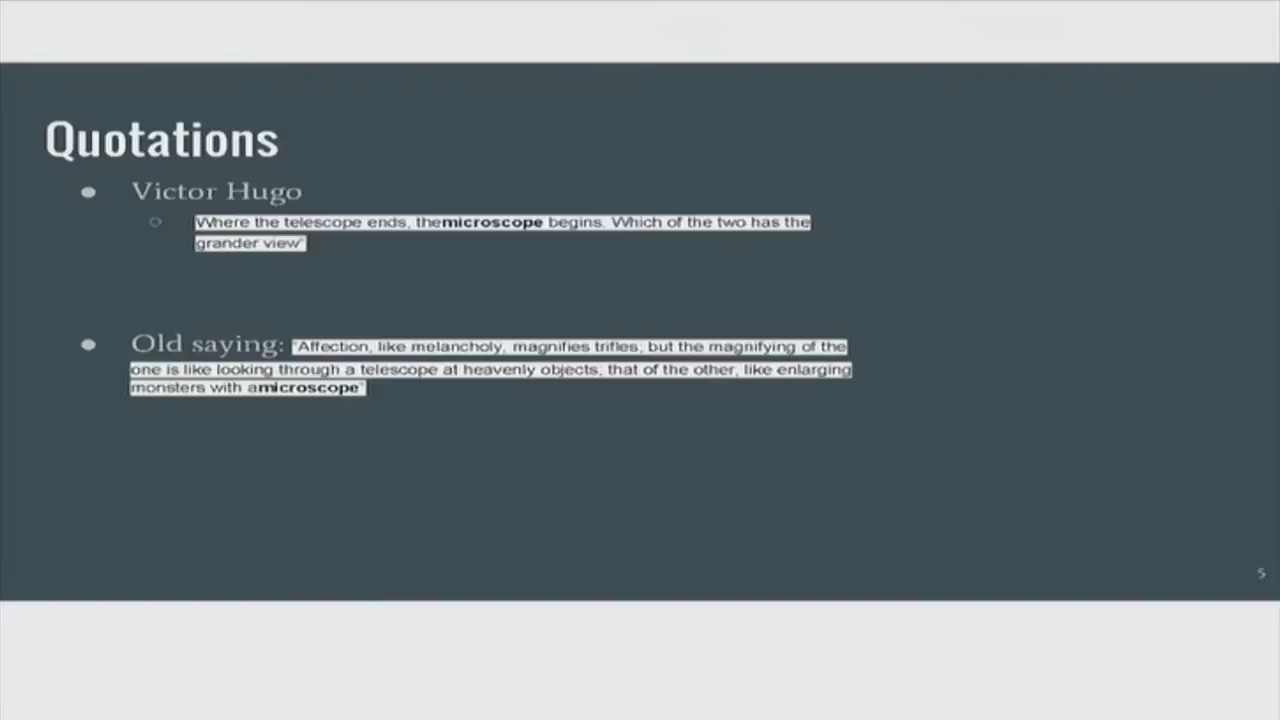 Quotations
● Victor Hugo
○ Where the telescope ends, themicroscope begins. Which of the two has the
grander view"
● Old saying: "Affection, like melancholy, magnifies trifles; but the magnifying of the
one is like looking through a telescope at heavenly objects; that of the other, like enlarging
monsters with amicroscope"
5